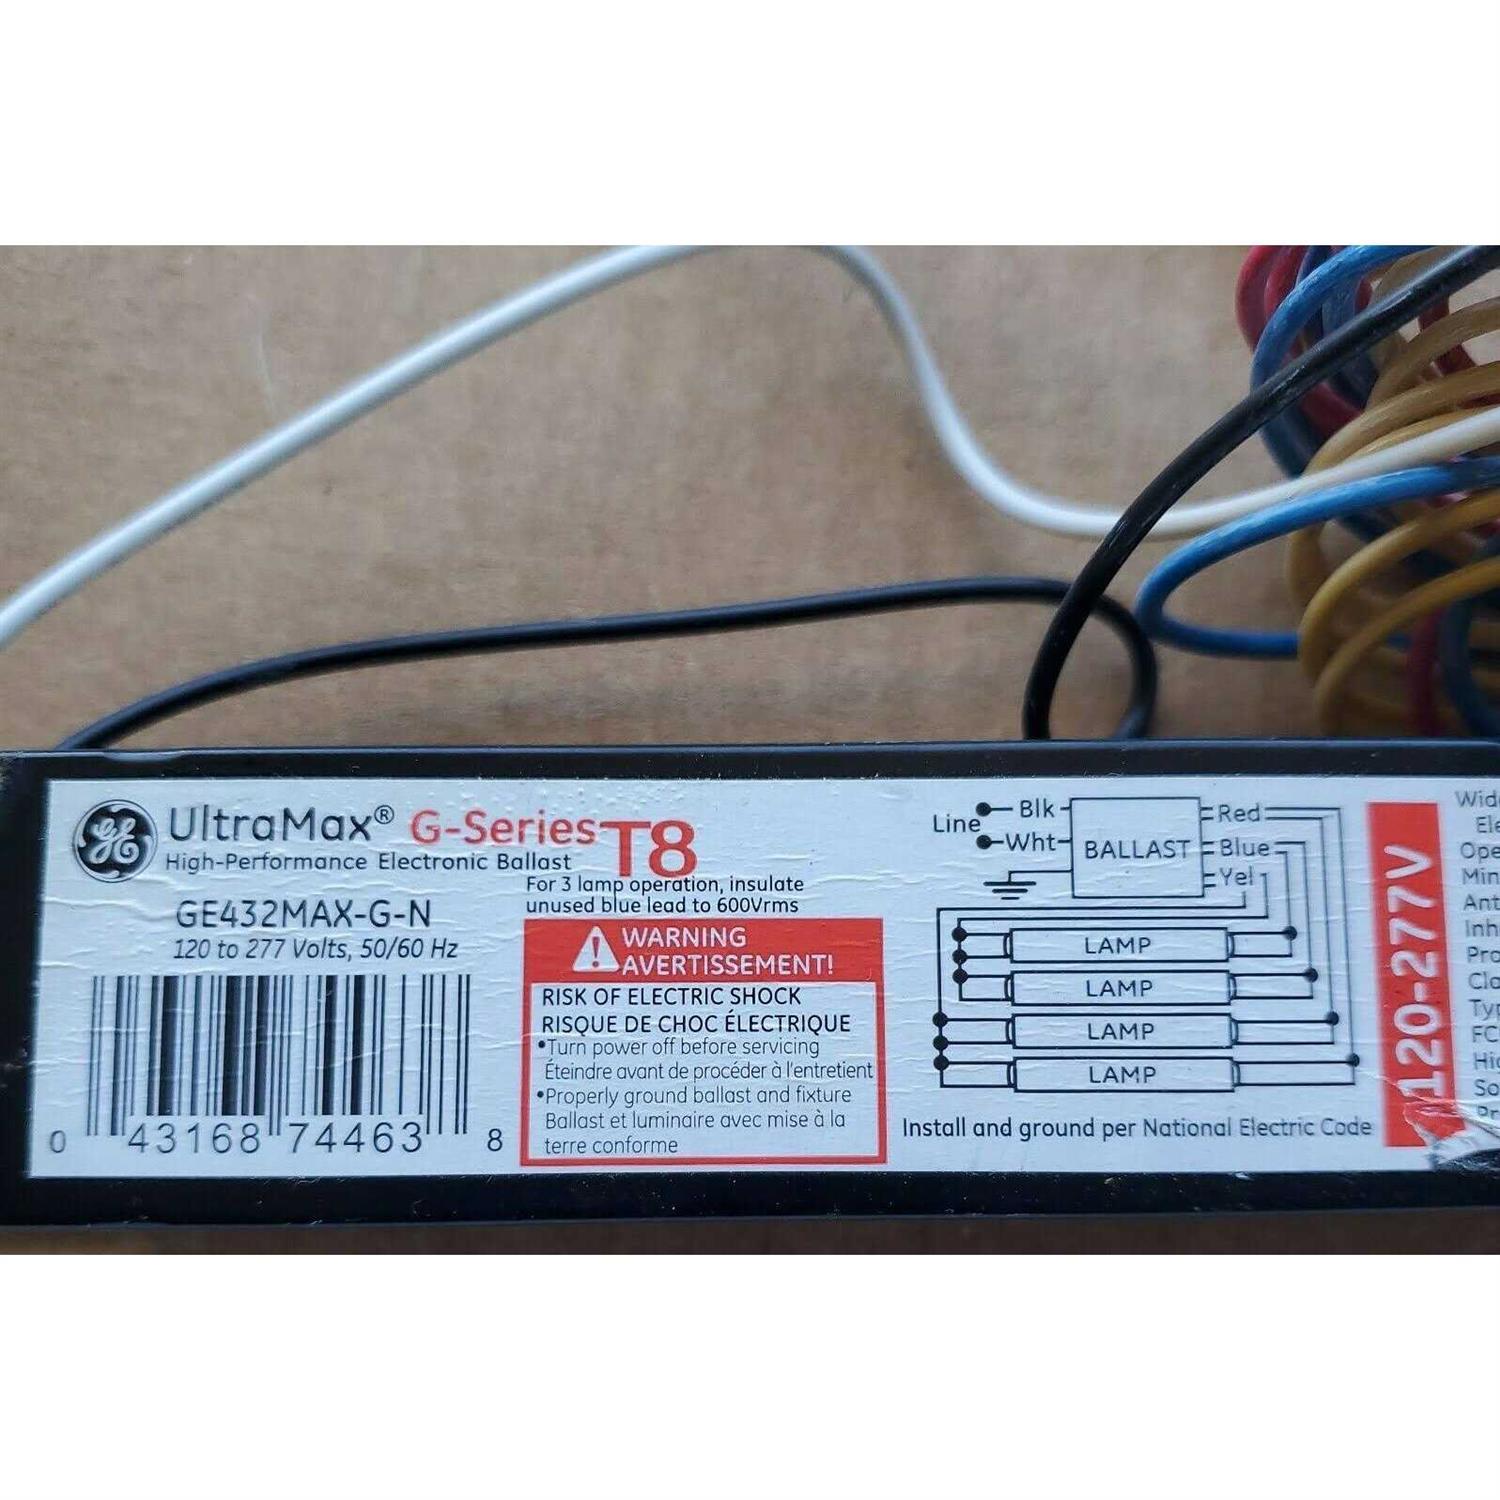 GE
UltraMax® G-Series T8
High-Performance Electronic Ballast
For 3 lamp operation, insulate
unused blue lead to 600Vrms
GE432MAX-G-N
120 to 277 Volts, 50/60 Hz
0 43168 74463 8
WARNING
AVERTISSEMENT!
RISK OF ELECTRIC SHOCK
RISQUE DE CHOC ÉLECTRIQUE
•Turn power off before servicing
Éteindre avant de procéder à l'entretient
•Properly ground ballast and fixture
Ballast et luminaire avec mise à la
terre conforme
Line
Blk
Wht
BALLAST
Red
Blue
Yel
LAMP
LAMP
LAMP
LAMP
Install and ground per National Electric Code
120-277V